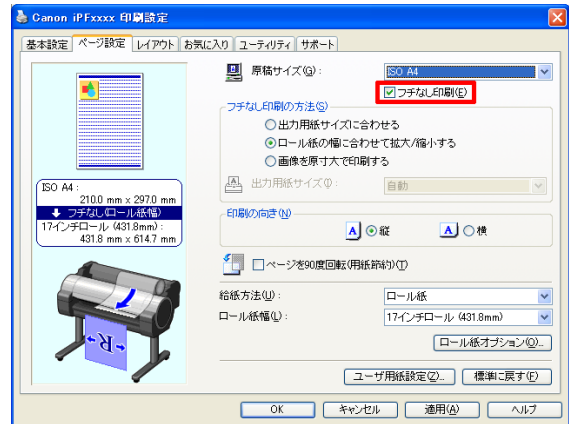 Canon iPFxxxx 印刷設定
基本設定 ページ設定 レイアウト お気に入り ユーティリティ サポート
原稿サイズ(G) : ISO A4
フチなし印刷(E)
フチなし印刷の方法(S)
出力用紙サイズに合わせる
ロール紙の幅に合わせて拡大/縮小する
画像を原寸大で印刷する
出力用紙サイズ(I) : 自動
ISO A4 :
210.0 mm x 297.0 mm
フチなし(ロール紙幅)
17インチロール (431.8mm) :
431.8 mm x 614.7 mm
印刷の向き(N)
A 縦 A 横
ページを90度回転(用紙節約)(T)
給紙方法(U) : ロール紙
ロール紙幅(L) : 17インチロール (431.8mm)
ロール紙オプション(O)...
R
ユーザ用紙設定(Z)... 標準に戻す(F)
OK キャンセル 適用(A) ヘルプ